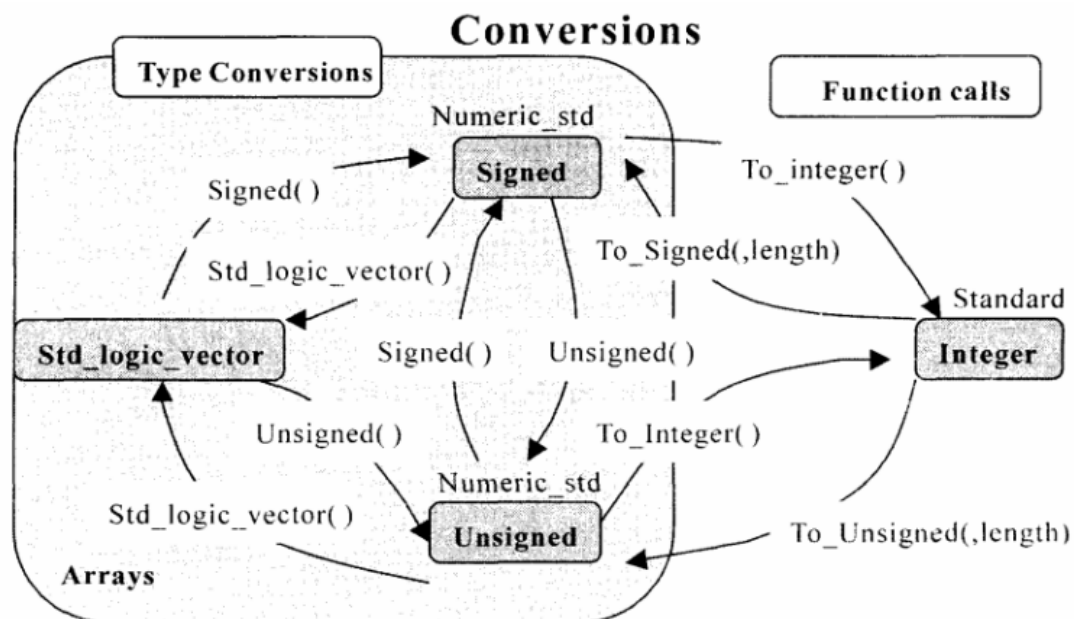 Conversions
Type Conversions
Function calls
Numeric_std
Signed
To_integer( )
Signed( )
To_Signed(,length)
Std_logic_vector( )
Standard
Std_logic_vector
Signed( )
Unsigned( )
Integer
Unsigned( )
To_Integer( )
Numeric_std
Std_logic_vector( )
Unsigned
To_Unsigned(,length)
Arrays